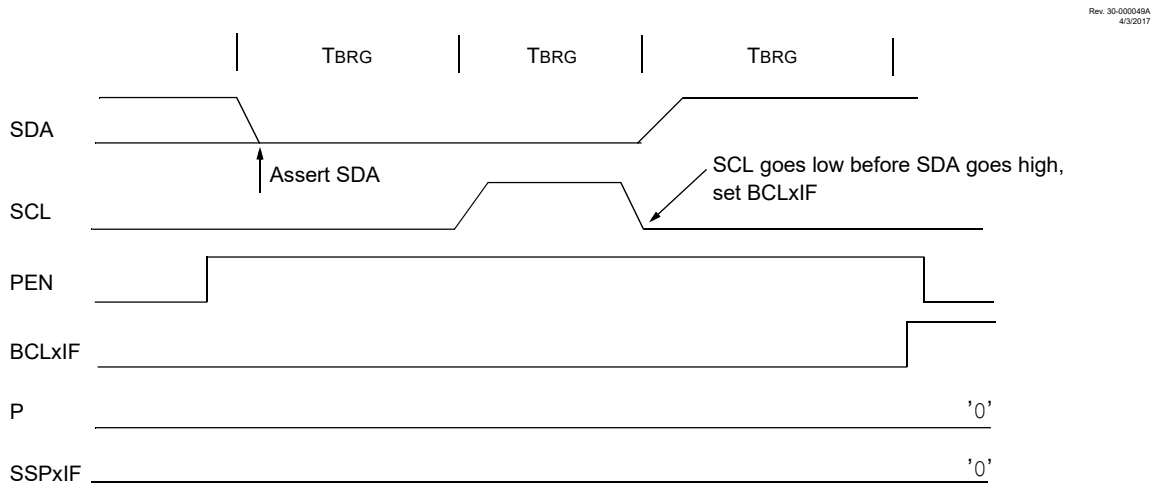 Rev. 30-000049A
4/3/2017
TBRG TBRG TBRG
SDA
Assert SDA
SCL goes low before SDA goes high,
set BCLxIF
SCL
PEN
BCLxIF
P '0'
SSPxIF '0'